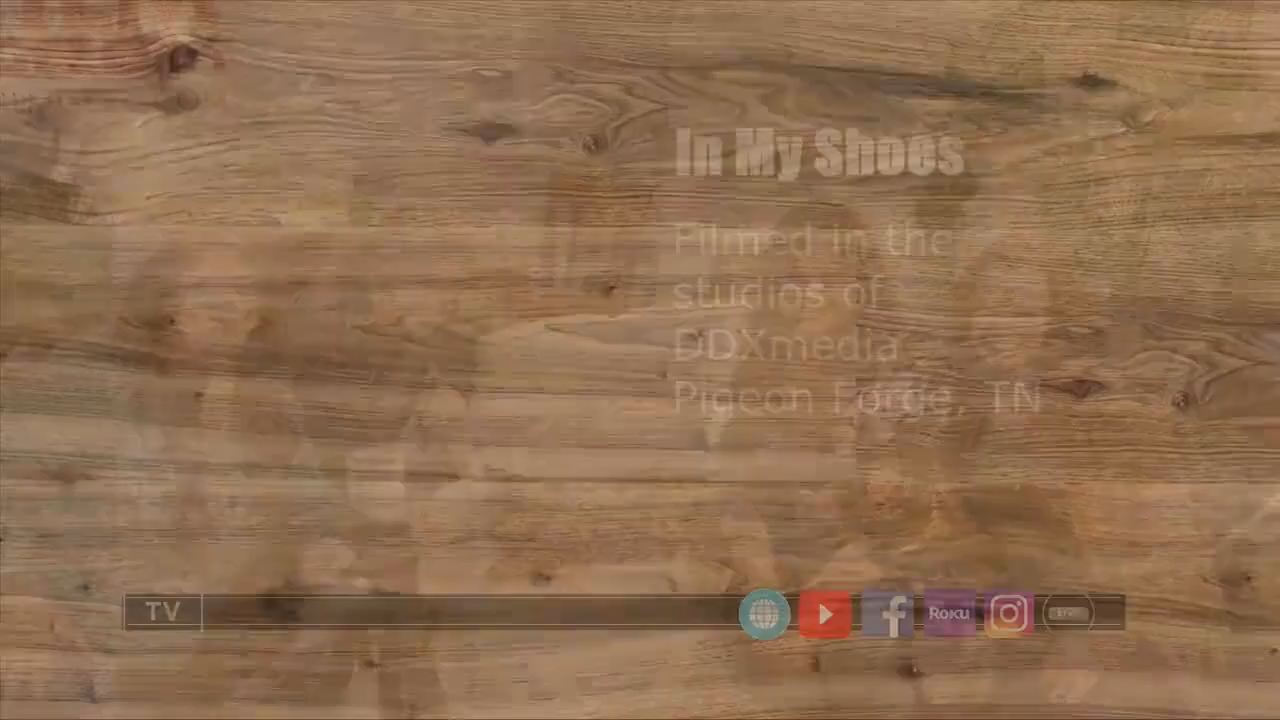 In My Shoes
Filmed in the
studios of
DDXmedia
Pigeon Forge, TN
TV
Roku